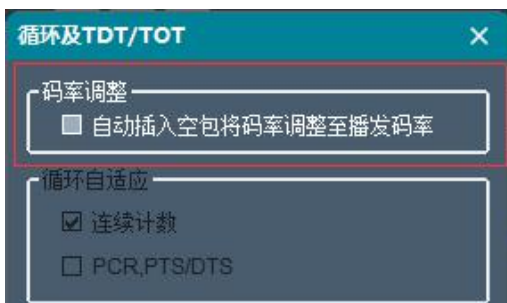 循环及TDT/TOT
码率调整
自动插入空包将码率调整至播发码率
循环自适应
连续计数
PCR,PTS/DTS